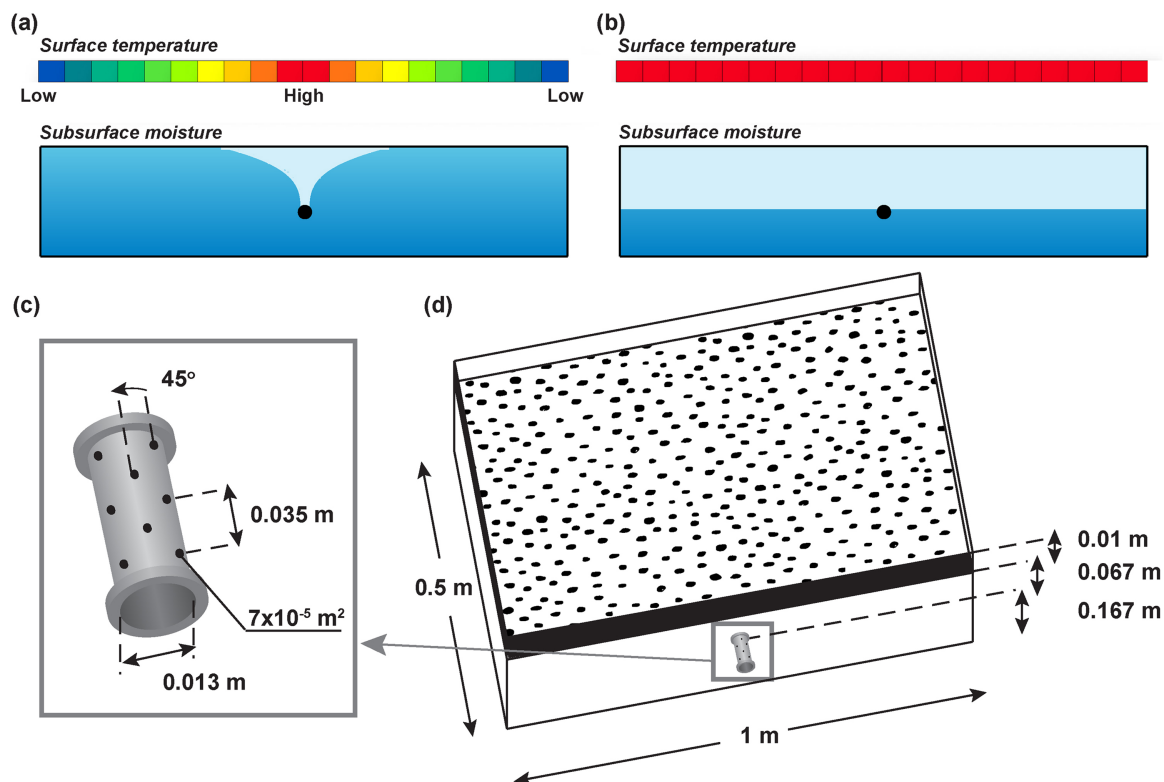 (a)
Surface temperature
Low
High
Low
Subsurface moisture
(b)
Surface temperature
Subsurface moisture
(c)
45°
0.035 m
7x10⁻⁵ m²
0.013 m
(d)
0.5 m
1 m
0.01 m
0.067 m
0.167 m